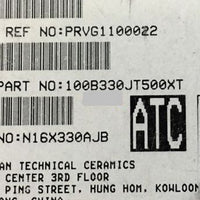 REF NO:PRVG1100022
PART NO:100B330JT500XT
NO:N16X330AJB
ATC
AN TECHNICAL CERAMICS
CENTER 3RD FLOOR
PING STREET, HUNG HOM, KOWLOON